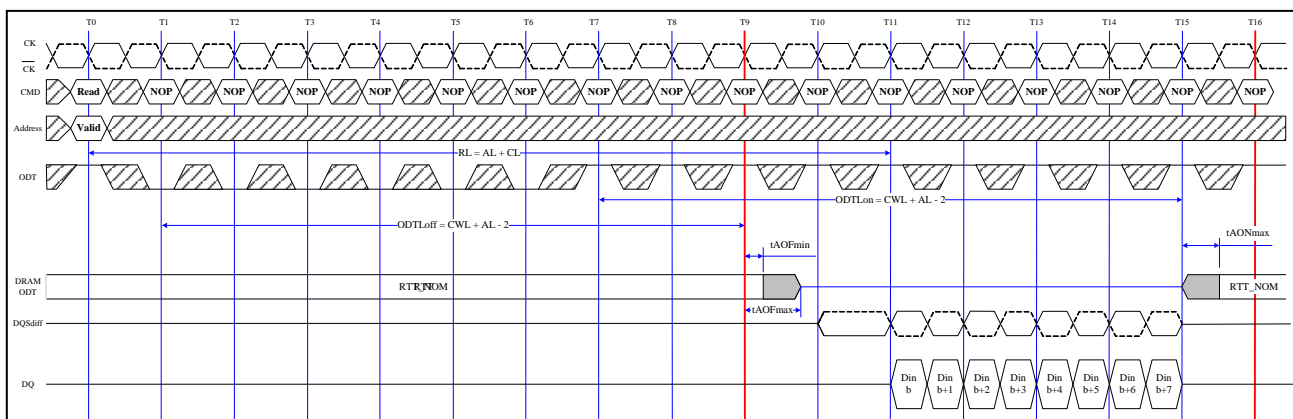 T0 T1 T2 T3 T4 T5 T6 T7 T8 T9 T10 T11 T12 T13 T14 T15 T16
CK
CK
CMD Read NOP NOP NOP NOP NOP NOP NOP NOP NOP NOP NOP NOP NOP NOP NOP NOP
Address Valid
RL = AL + CL
ODT
ODTLon = CWL + AL - 2
ODTLoff = CWL + AL - 2
tAOFmin
tAONmax
DRAM
ODT
RTT_NOM
RTT_NOM
tAOFmax
DQSdiff
DQ
Din b
Din b+1
Din b+2
Din b+3
Din b+4
Din b+5
Din b+6
Din b+7